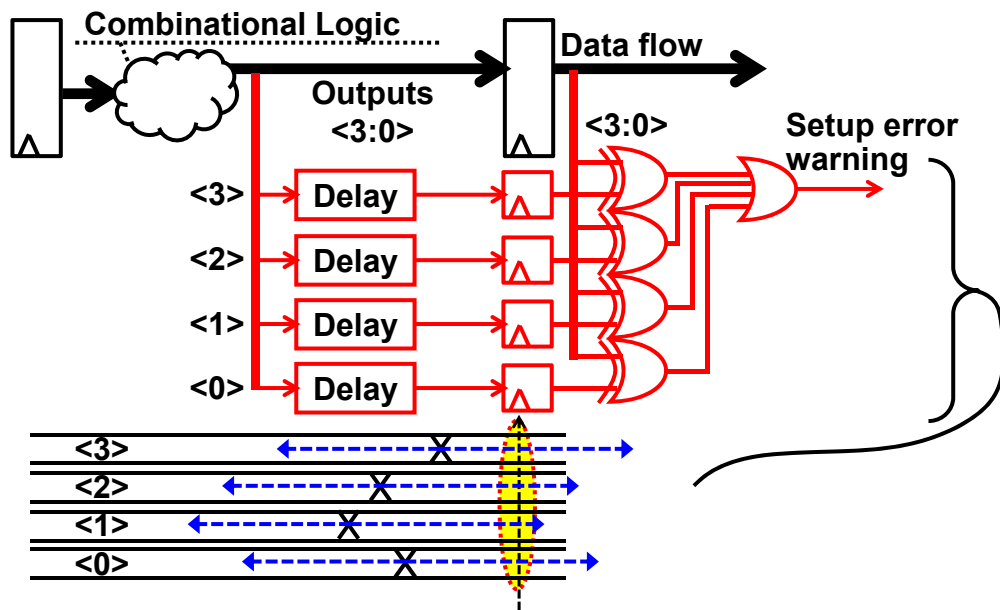 Combinational Logic
Data flow
Outputs
<3:0>
<3:0>
Setup error
warning
<3>
Delay
<2>
Delay
<1>
Delay
<0>
Delay
<3>
<2>
<1>
<0>